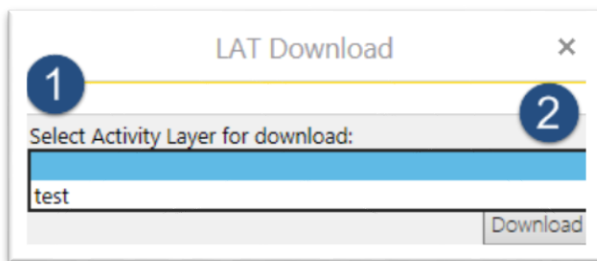 LAT Download ×
1
2
Select Activity Layer for download:
test
Download